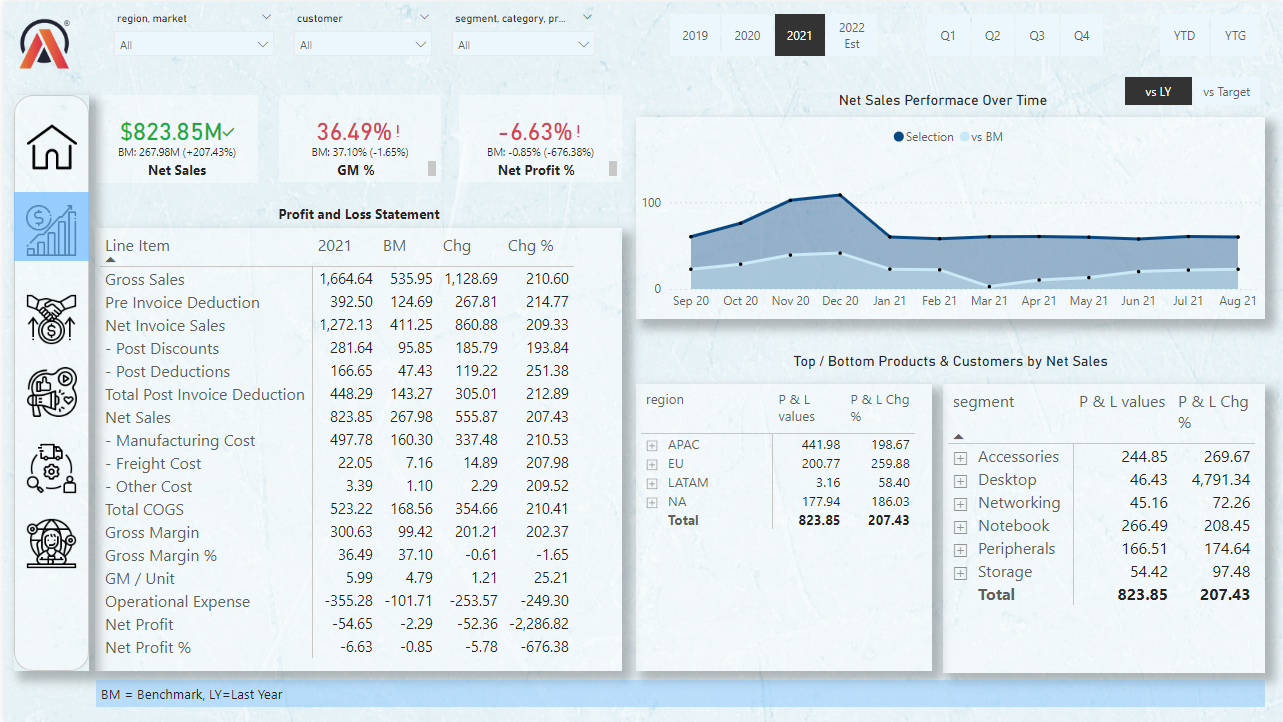 region, market
customer
segment, category, pr...
All
All
All
2019 2020 2021 2022 Est
Q1 Q2 Q3 Q4
YTD YTG
vs LY vs Target
$823.85M
BM: 267.98M (+207.43%)
Net Sales
36.49% !
BM: 37.10% (-1.65%)
GM %
-6.63% !
BM: -0.85% (-676.38%)
Net Profit %
Net Sales Performace Over Time
Selection vs BM
100
0
Sep 20 Oct 20 Nov 20 Dec 20 Jan 21 Feb 21 Mar 21 Apr 21 May 21 Jun 21 Jul 21 Aug 21
Profit and Loss Statement
Line Item 2021 BM Chg Chg %
Gross Sales 1,664.64 535.95 1,128.69 210.60
Pre Invoice Deduction 392.50 124.69 267.81 214.77
Net Invoice Sales 1,272.13 411.25 860.88 209.33
- Post Discounts 281.64 95.85 185.79 193.84
- Post Deductions 166.65 47.43 119.22 251.38
Total Post Invoice Deduction 448.29 143.27 305.01 212.89
Net Sales 823.85 267.98 555.87 207.43
- Manufacturing Cost 497.78 160.30 337.48 210.53
- Freight Cost 22.05 7.16 14.89 207.98
- Other Cost 3.39 1.10 2.29 209.52
Total COGS 523.22 168.56 354.66 210.41
Gross Margin 300.63 99.42 201.21 202.37
Gross Margin % 36.49 37.10 -0.61 -1.65
GM / Unit 5.99 4.79 1.21 25.21
Operational Expense -355.28 -101.71 -253.57 -249.30
Net Profit -54.65 -2.29 -52.36 -2,286.82
Net Profit % -6.63 -0.85 -5.78 -676.38
Top / Bottom Products & Customers by Net Sales
region P & L values P & L Chg %
APAC 441.98 198.67
EU 200.77 259.88
LATAM 3.16 58.40
NA 177.94 186.03
Total 823.85 207.43
segment P & L values P & L Chg %
Accessories 244.85 269.67
Desktop 46.43 4,791.34
Networking 45.16 72.26
Notebook 266.49 208.45
Peripherals 166.51 174.64
Storage 54.42 97.48
Total 823.85 207.43
BM = Benchmark, LY=Last Year